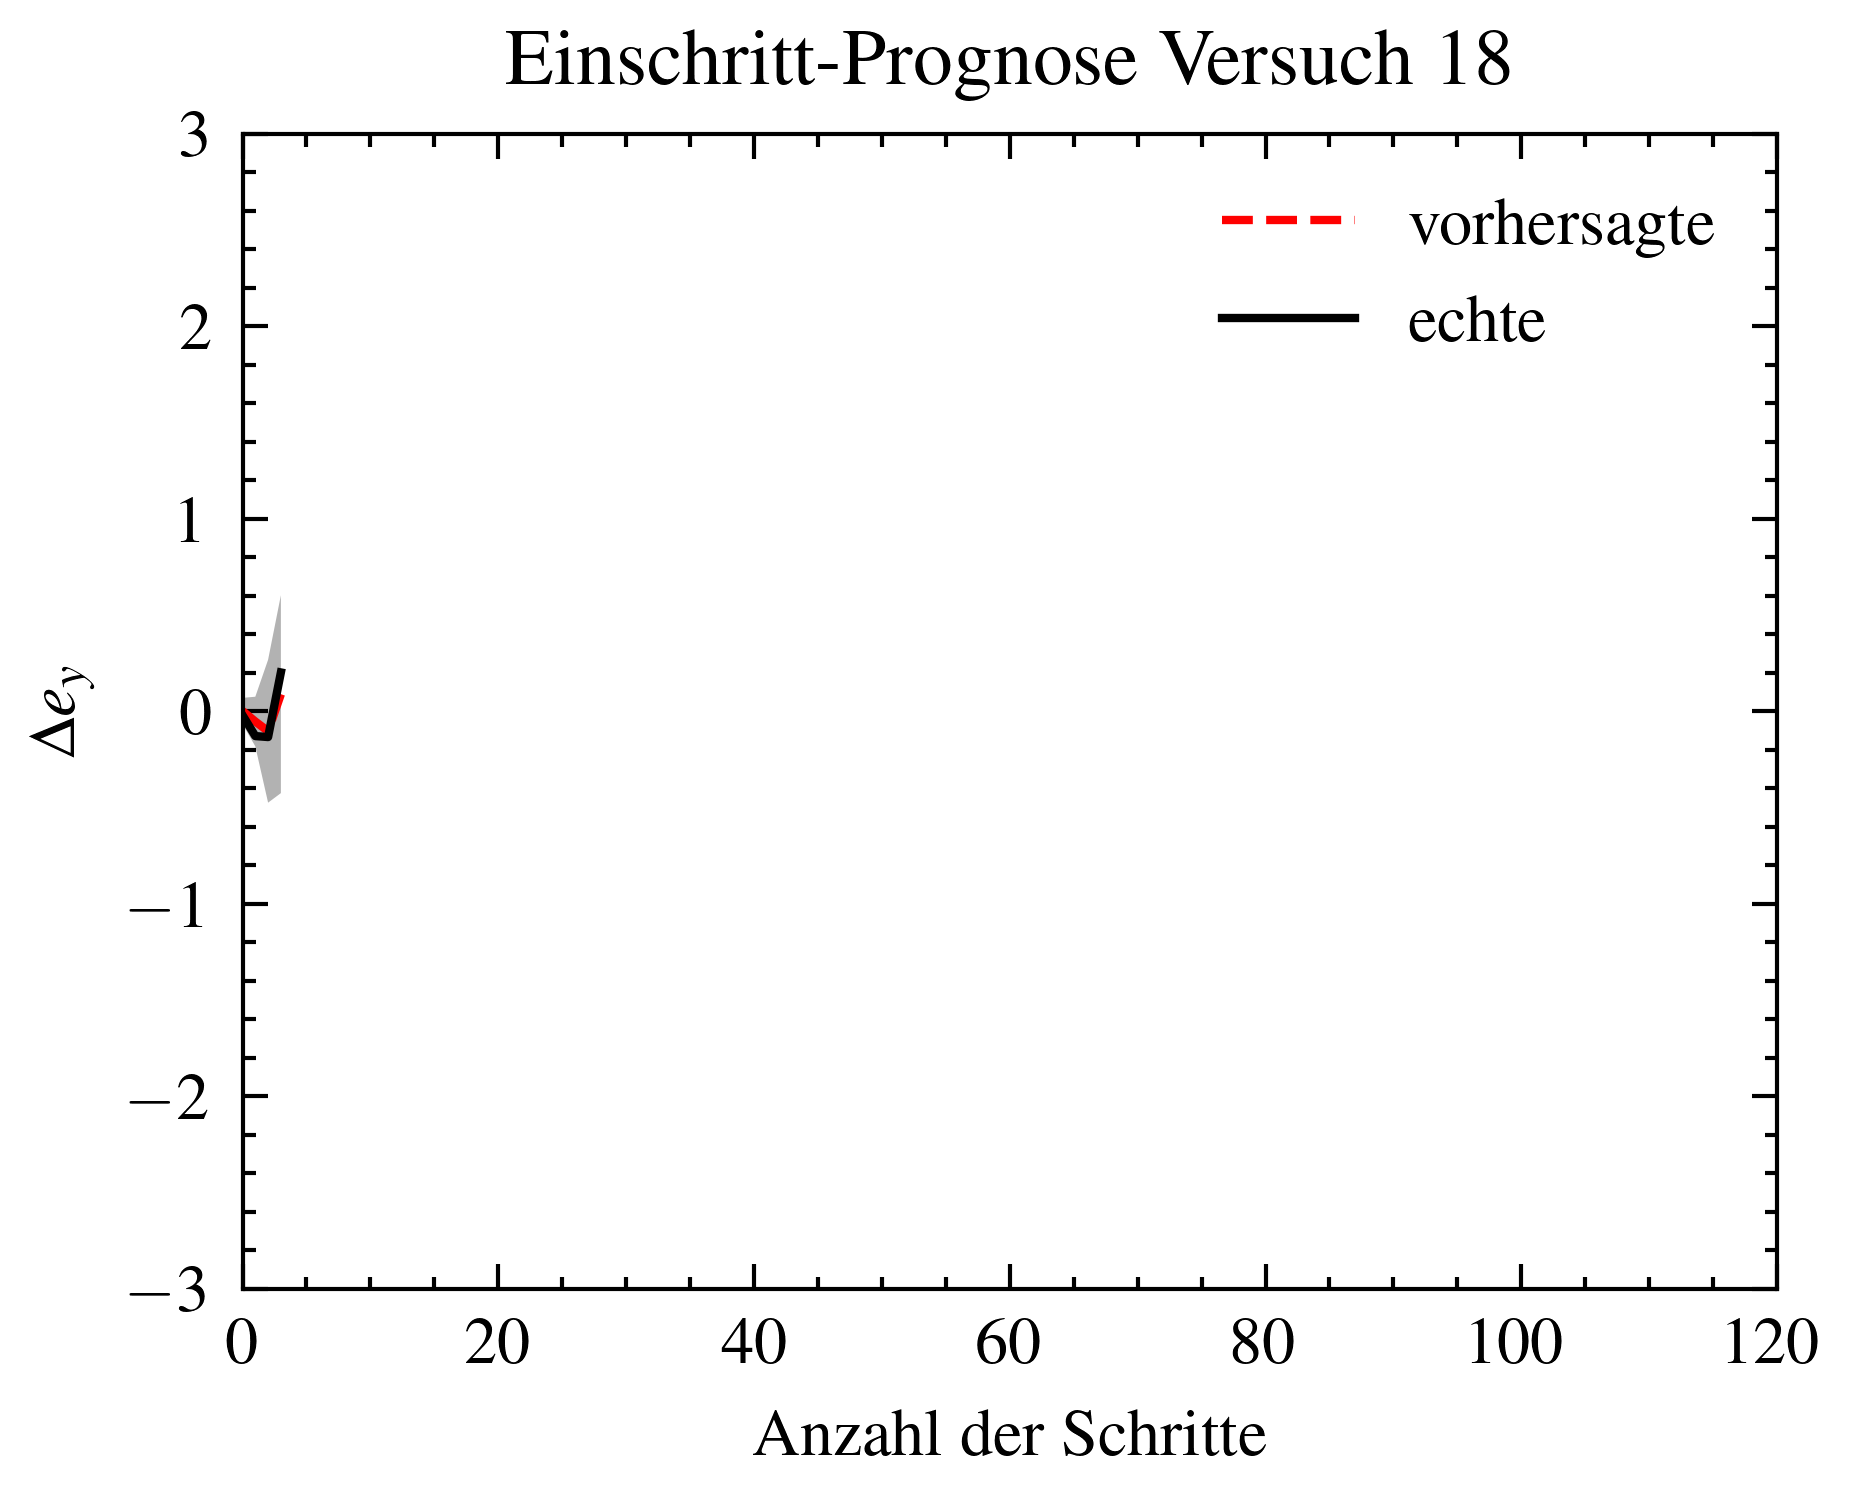 Einschritt-Prognose Versuch 18
3
2
1
0
−1
−2
−3
Δe_y
vorhersagte
echte
0 20 40 60 80 100 120
Anzahl der Schritte